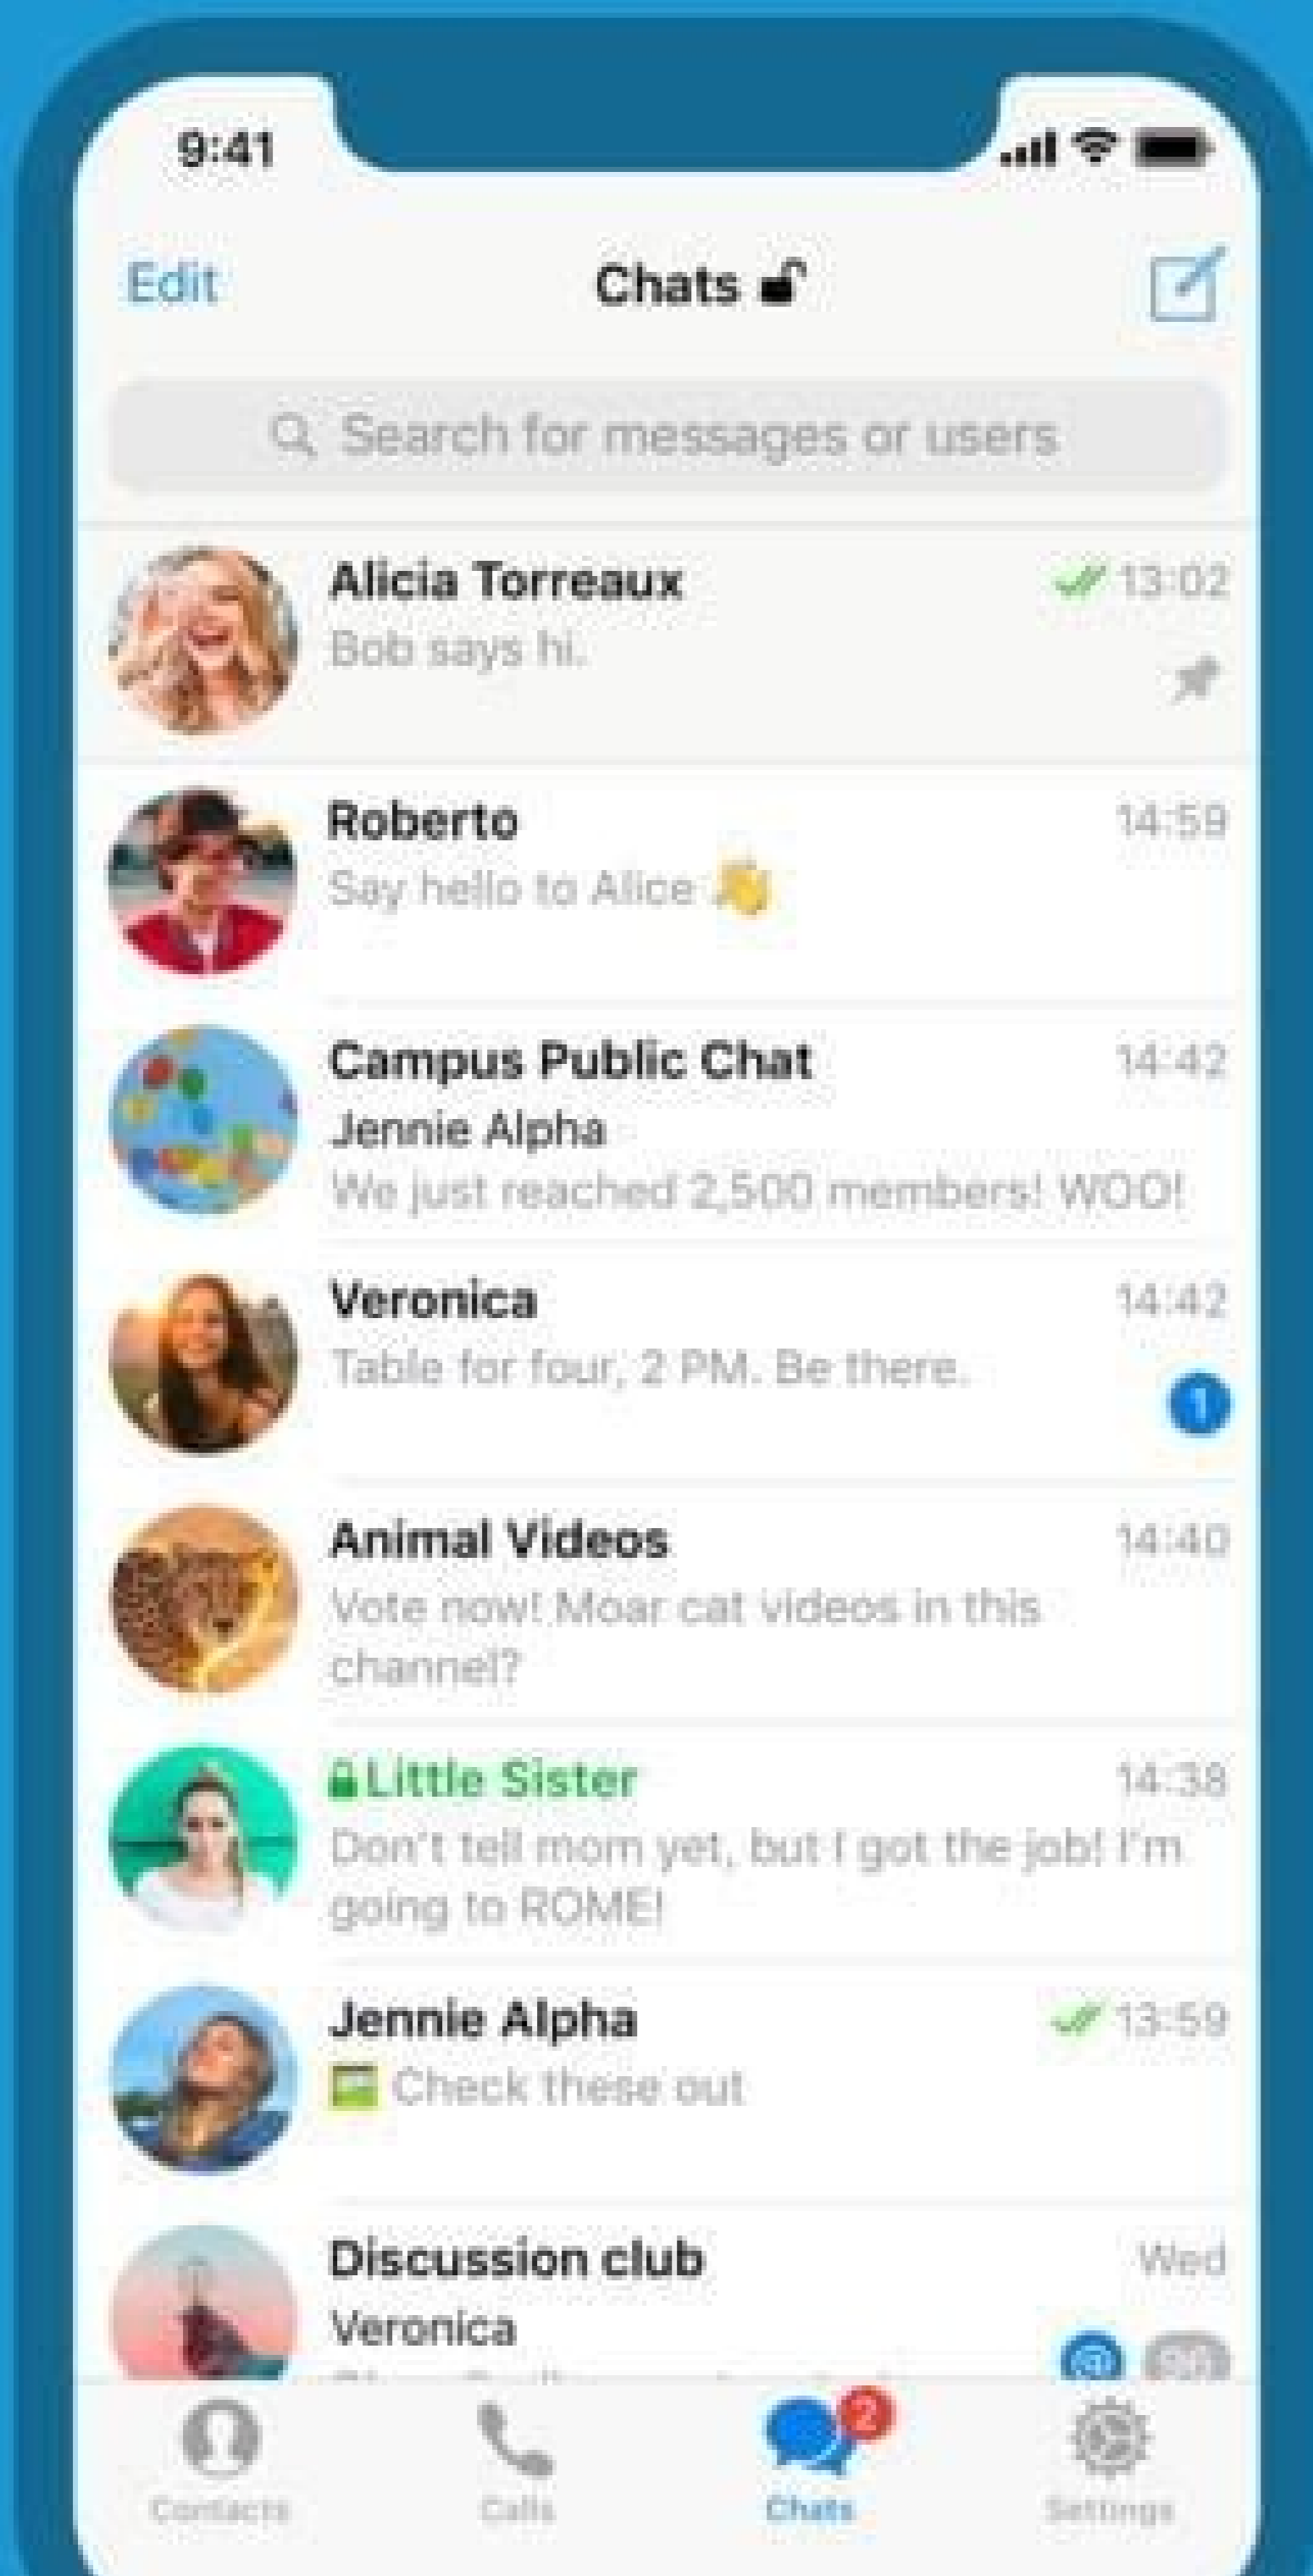 9:41
Edit
Chats
Search for messages or users
Alicia Torreaux
13:02
Bob says hi.
Roberto
14:59
Say hello to Alice 👋
Campus Public Chat
14:42
Jennie Alpha
We just reached 2,500 members! WOO!
Veronica
14:42
Table for four, 2 PM. Be there.
1
Animal Videos
14:40
Vote now! Moar cat videos in this
channel?
Little Sister
14:38
Don't tell mom yet, but I got the job! I'm
going to ROME!
Jennie Alpha
13:59
Check these out
Discussion club
Wed
Veronica
@
2
Contacts
Calls
Chats
Settings